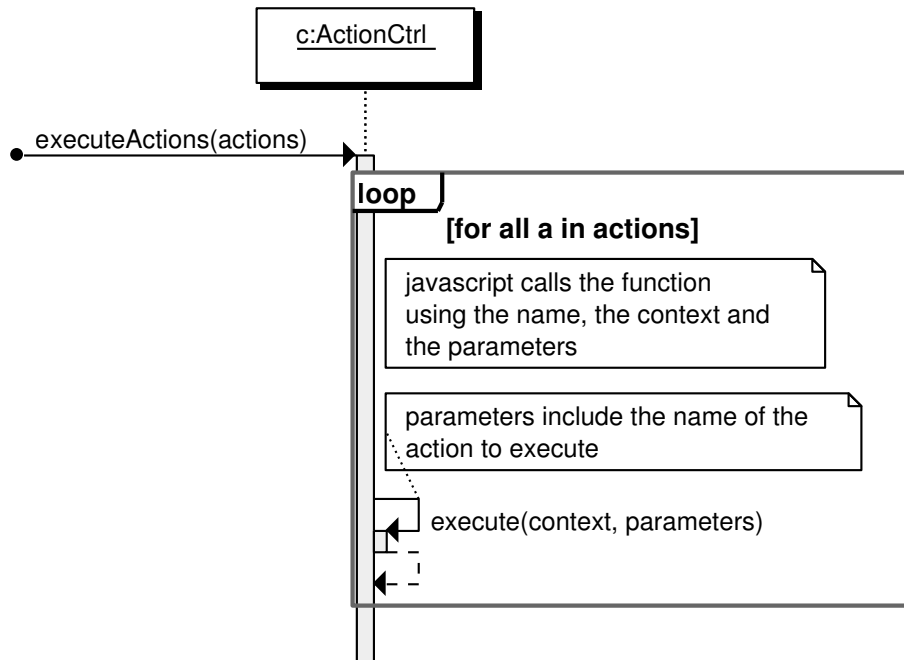 c:ActionCtrl
executeActions(actions)
loop
[for all a in actions]
javascript calls the function
using the name, the context and
the parameters
parameters include the name of the
action to execute
execute(context, parameters)